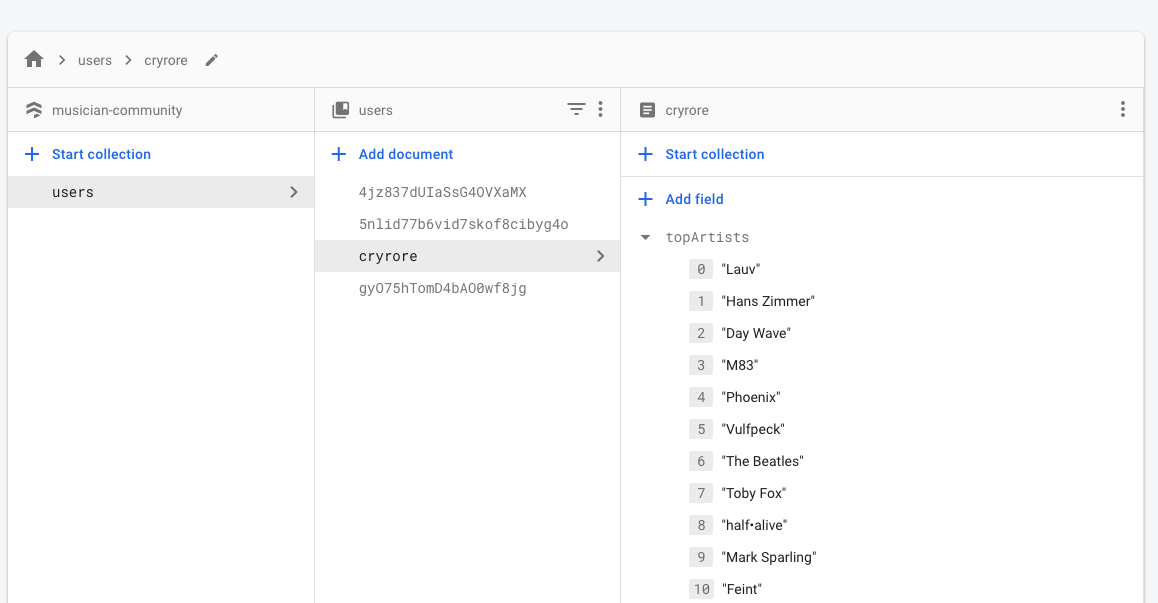 users cryrore
musician-community
Start collection
users
users
Add document
4jz837dUIaSsG4OVXaMX
5nlid77b6vid7skof8cibyg4o
cryrore
gyO75hTomD4bAO0wf8jg
cryrore
Start collection
Add field
topArtists
0 "Lauv"
1 "Hans Zimmer"
2 "Day Wave"
3 "M83"
4 "Phoenix"
5 "Vulfpeck"
6 "The Beatles"
7 "Toby Fox"
8 "half•alive"
9 "Mark Sparling"
10 "Feint"